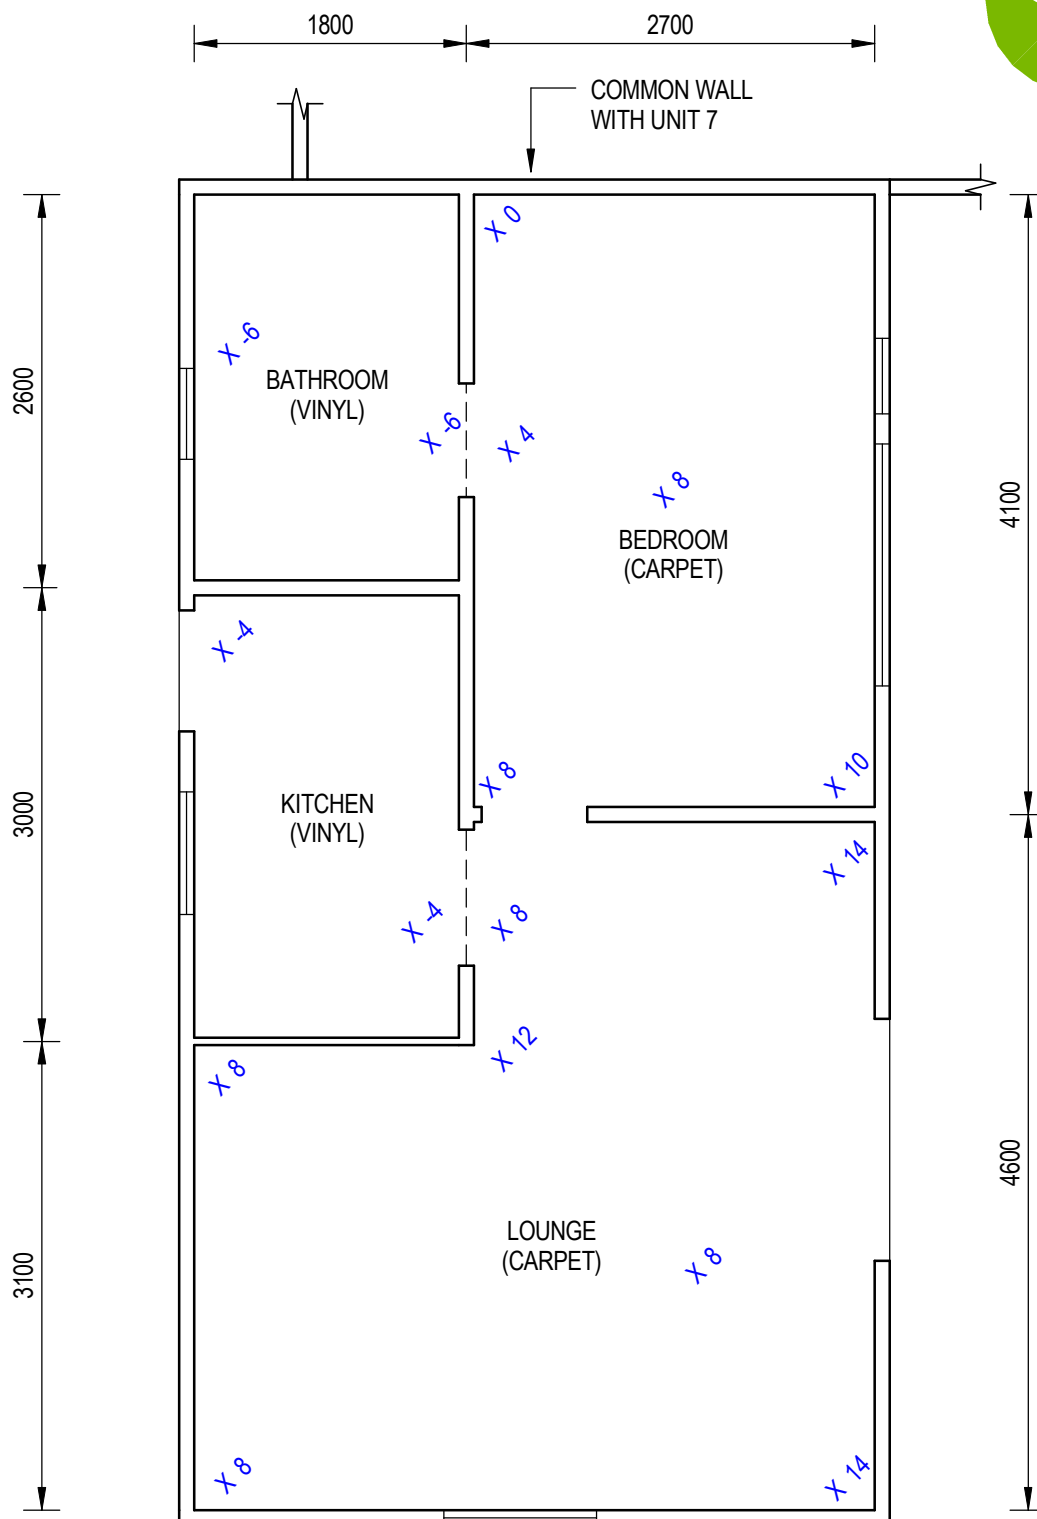 1800
2700
COMMON WALL
WITH UNIT 7
X 0
X -6
BATHROOM
(VINYL)
2600
X -6
X 4
X 8
4100
BEDROOM
(CARPET)
X -4
X 8
X 10
KITCHEN
(VINYL)
3000
X 14
X -4
X 8
X 12
X 8
4600
LOUNGE
(CARPET)
X 8
3100
X 8
X 14